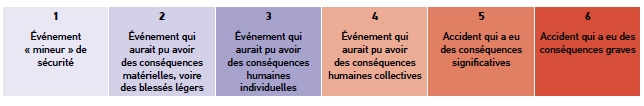 1
Événement
« mineur » de
sécurité
2
Événement qui
aurait pu avoir
des conséquences
matérielles, voire
des blessés légers
3
Événement qui
aurait pu avoir
des conséquences
humaines
individuelles
4
Événement qui
aurait pu avoir
des conséquences
humaines collectives
5
Accident qui a eu
des conséquences
significatives
6
Accident qui a eu des
conséquences graves